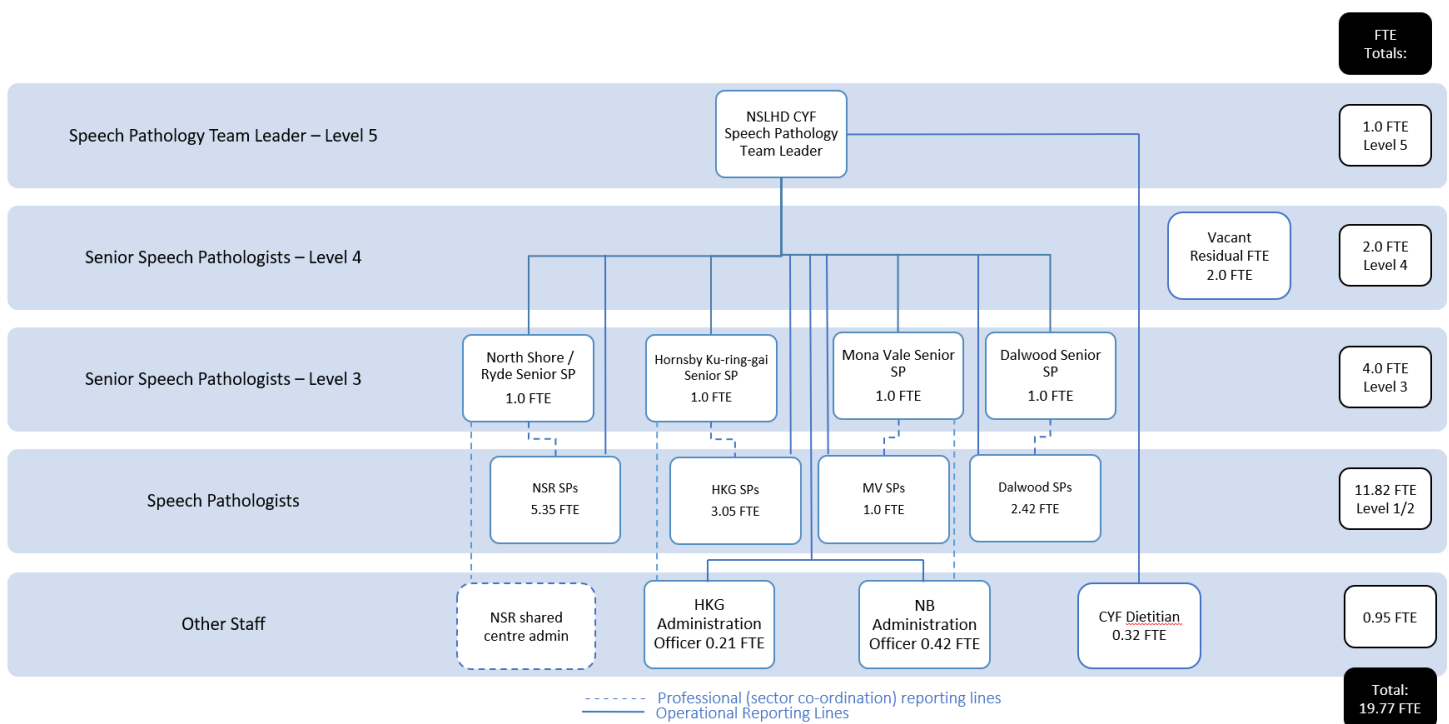 FTE
Totals:
Speech Pathology Team Leader – Level 5
NSLHD CYF
Speech Pathology
Team Leader
1.0 FTE
Level 5
Senior Speech Pathologists – Level 4
Vacant
Residual FTE
2.0 FTE
2.0 FTE
Level 4
Senior Speech Pathologists – Level 3
North Shore /
Ryde Senior SP
1.0 FTE
Hornsby Ku-ring-gai
Senior SP
1.0 FTE
Mona Vale Senior
SP
1.0 FTE
Dalwood Senior
SP
1.0 FTE
4.0 FTE
Level 3
Speech Pathologists
NSR SPs
5.35 FTE
HKG SPs
3.05 FTE
MV SPs
1.0 FTE
Dalwood SPs
2.42 FTE
11.82 FTE
Level 1/2
Other Staff
NSR shared
centre admin
HKG
Administration
Officer 0.21 FTE
NB
Administration
Officer 0.42 FTE
CYF Dietitian
0.32 FTE
0.95 FTE
Professional (sector co-ordination) reporting lines
Operational Reporting Lines
Total:
19.77 FTE